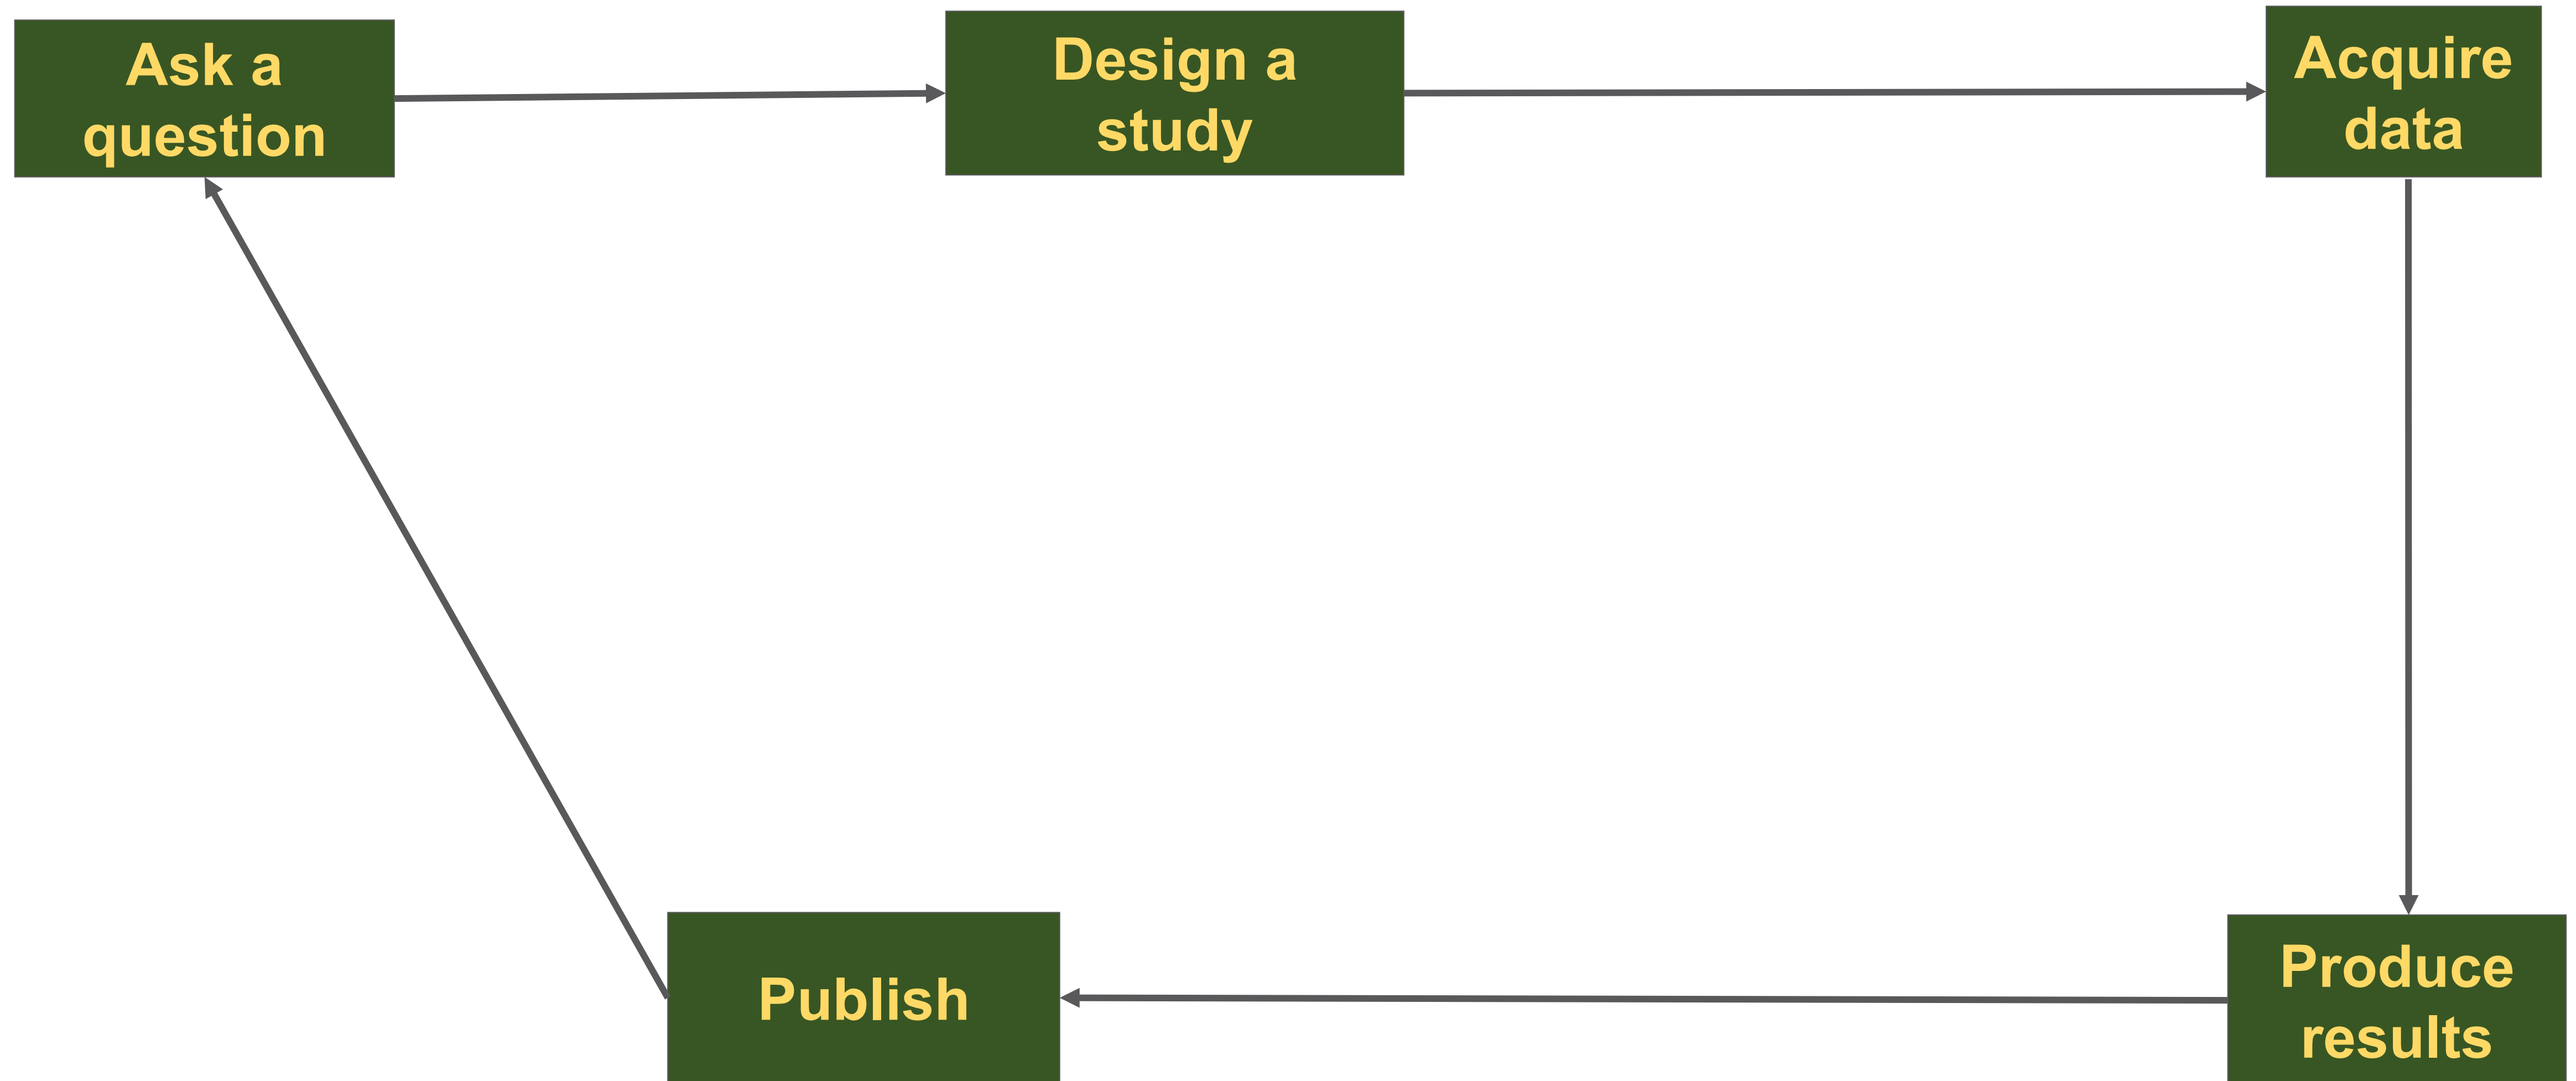 Ask a
question
Design a
study
Acquire
data
Produce
results
Publish